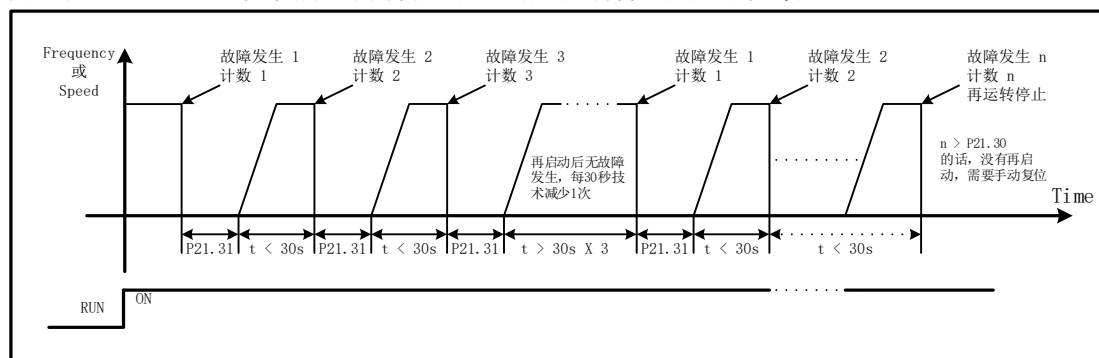 Frequency
或
Speed
故障发生 1
计数 1
故障发生 2
计数 2
故障发生 3
计数 3
故障发生 1
计数 1
故障发生 2
计数 2
故障发生 n
计数 n
再运转停止
再启动后无故障
发生，每30秒技
术减少1次
n > P21.30
的话，没有再启
动，需要手动复位
Time
P21.31
t < 30s
P21.31
t < 30s
P21.31
t > 30s X 3
P21.31
t < 30s
t < 30s
RUN
ON